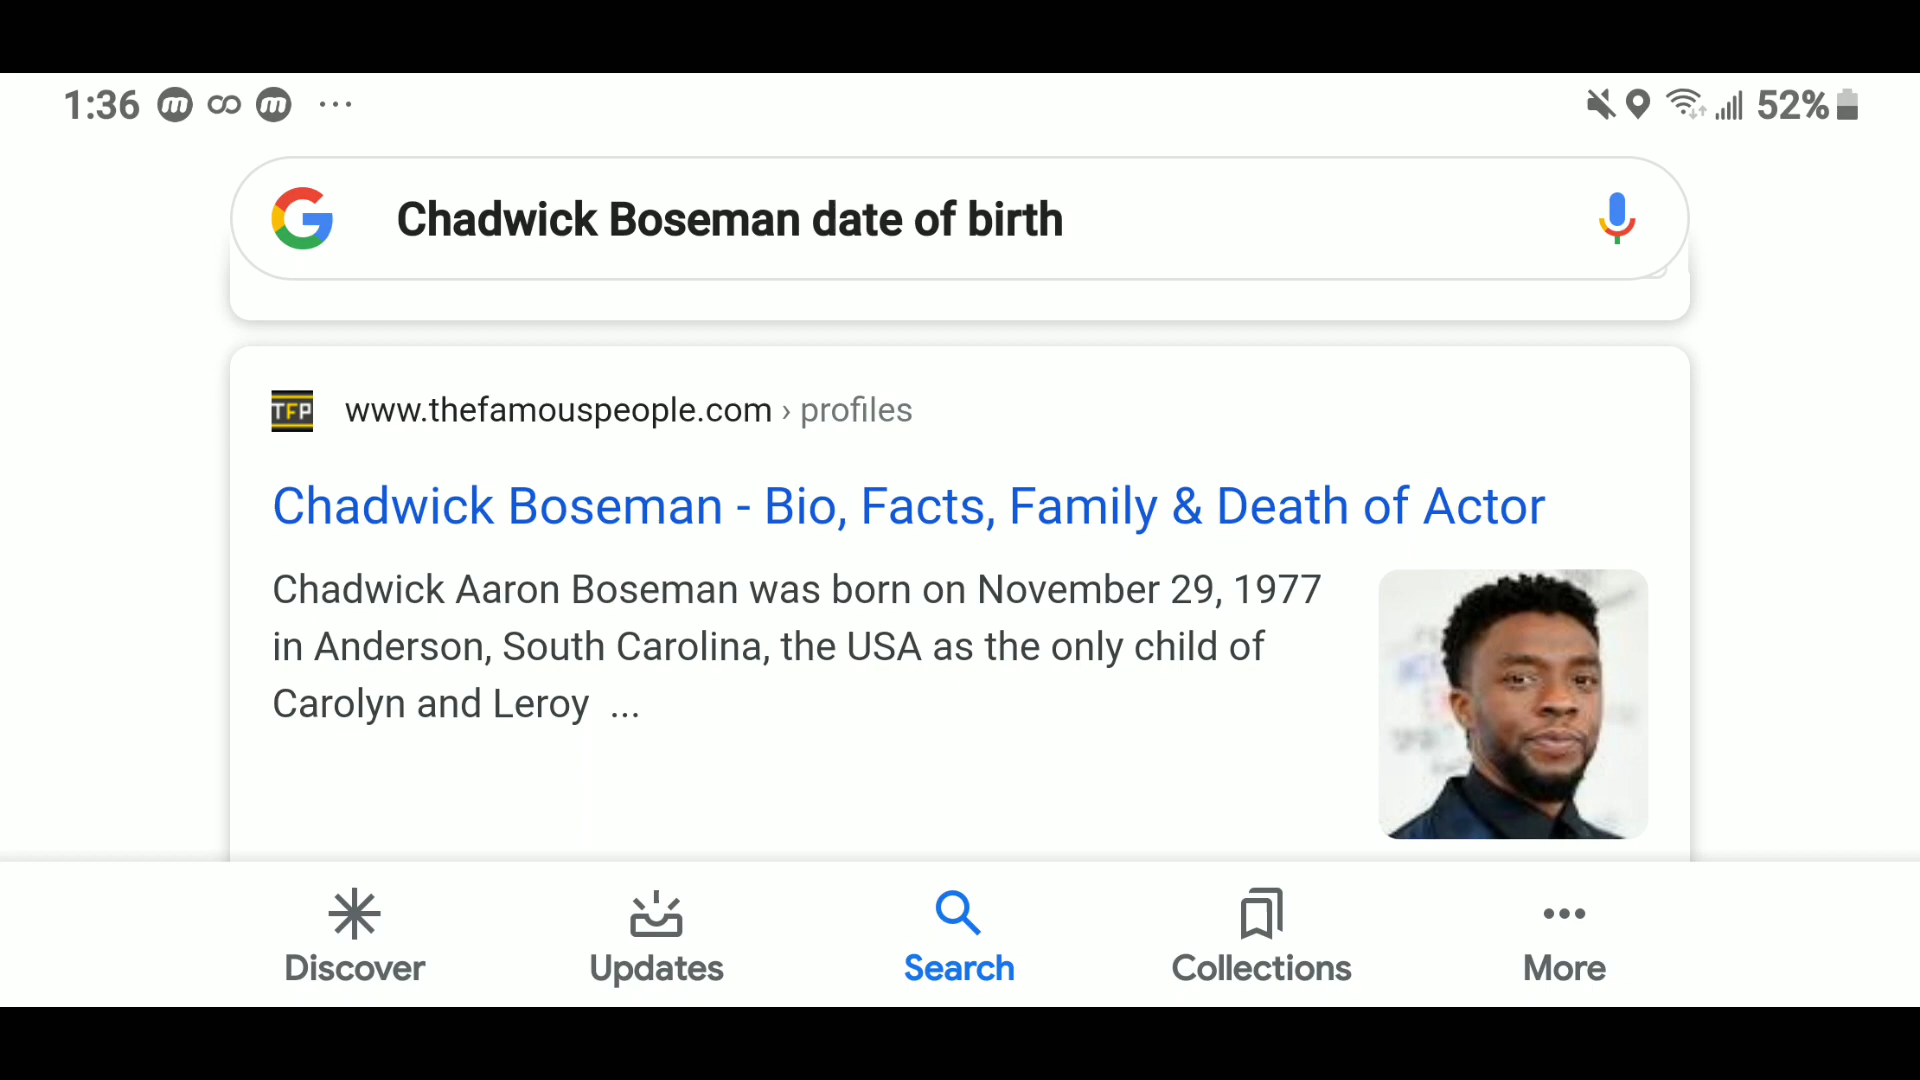 1:36 m m ... 52%
Chadwick Boseman date of birth
TFP www.thefamouspeople.com › profiles
Chadwick Boseman - Bio, Facts, Family & Death of Actor
Chadwick Aaron Boseman was born on November 29, 1977
in Anderson, South Carolina, the USA as the only child of
Carolyn and Leroy ...
Discover Updates Search Collections More